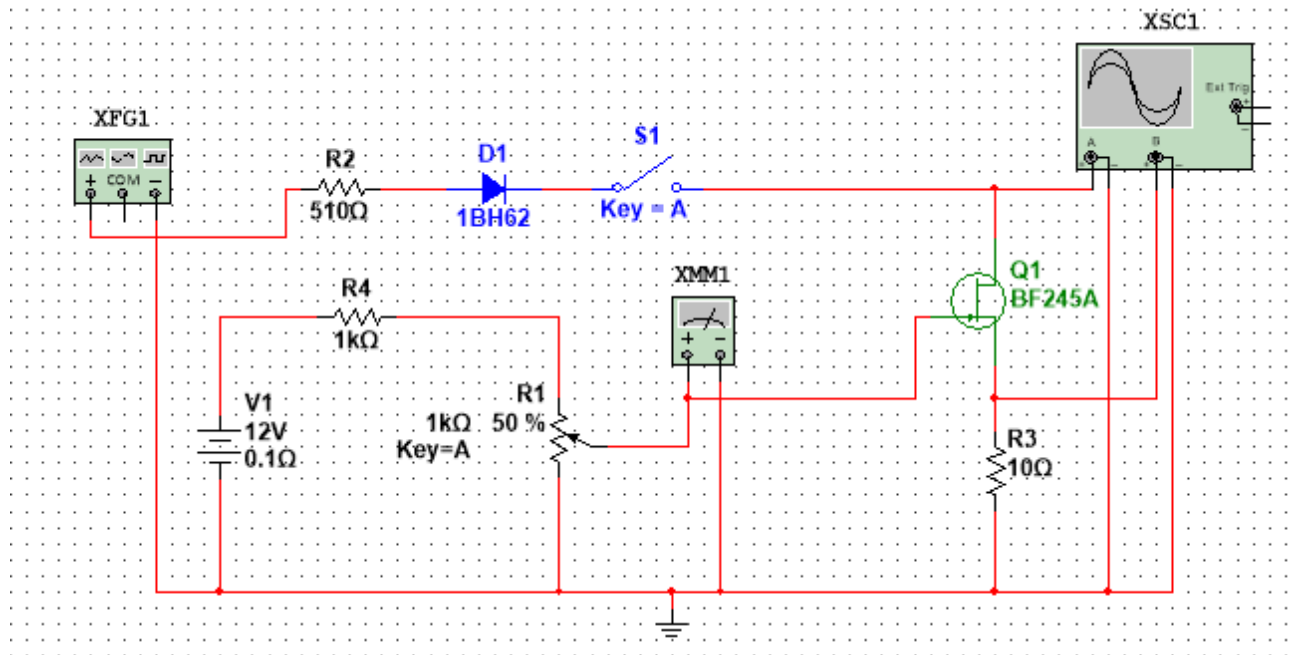 XSC1
Ext Trig
+
-
A
B
+ - + -
XFG1
+ COM -
R2
510Ω
D1
1BH62
S1
Key = A
XMM1
+ -
Q1
BF245A
R4
1kΩ
V1
12V
0.1Ω
R1
1kΩ 50 %
Key=A
R3
10Ω